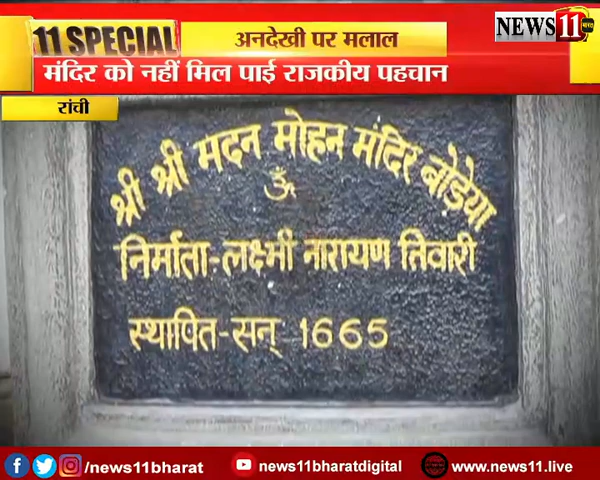 11 SPECIAL
अनदेखी पर मलाल
NEWS 11 भारत
मंदिर को नहीं मिल पाई राजकीय पहचान
रांची
श्री श्री मदन मोहन मंदिर बोड़ेया
ॐ
निर्माता-लक्ष्मी नारायण तिवारी
स्थापित-सन् 1665
/news11bharat
news11bharatdigital
www.news11.live